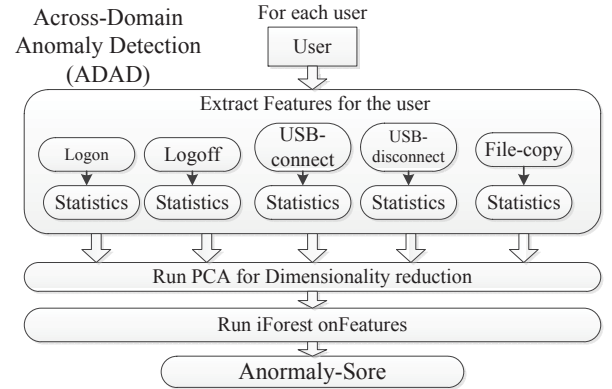 Across-Domain
Anomaly Detection
(ADAD)
For each user
User
Extract Features for the user
Logon
Logoff
USB-
connect
USB-
disconnect
File-copy
Statistics
Statistics
Statistics
Statistics
Statistics
Run PCA for Dimensionality reduction
Run iForest onFeatures
Anormaly-Sore